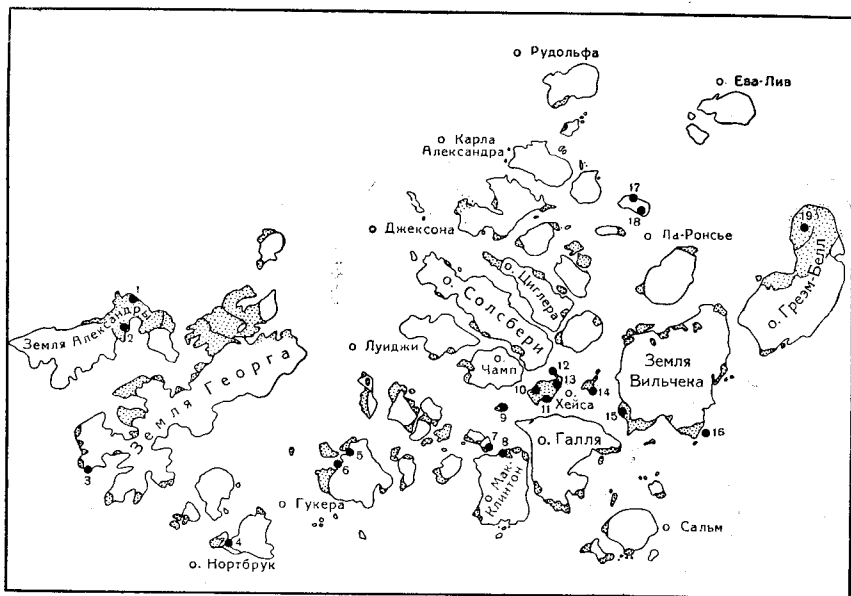 о Рудольфа
о. Ева-Лив
о Карла
Александра
17
18
19
о Джексона
о Ла-Ронсьер
о. Грэм-Белл
о. Циглера
о. Солсбери
1
Земля Александры
2
Земля Георга
о Луиджи
о.
Чамп
Земля
Вильчека
12
13
10
11
о.
Хейса
14
9
15
16
о. Галля
7
8
о Мак-
Клинтон
5
6
3
о Гукера
4
о. Нортбрук
о Сальм